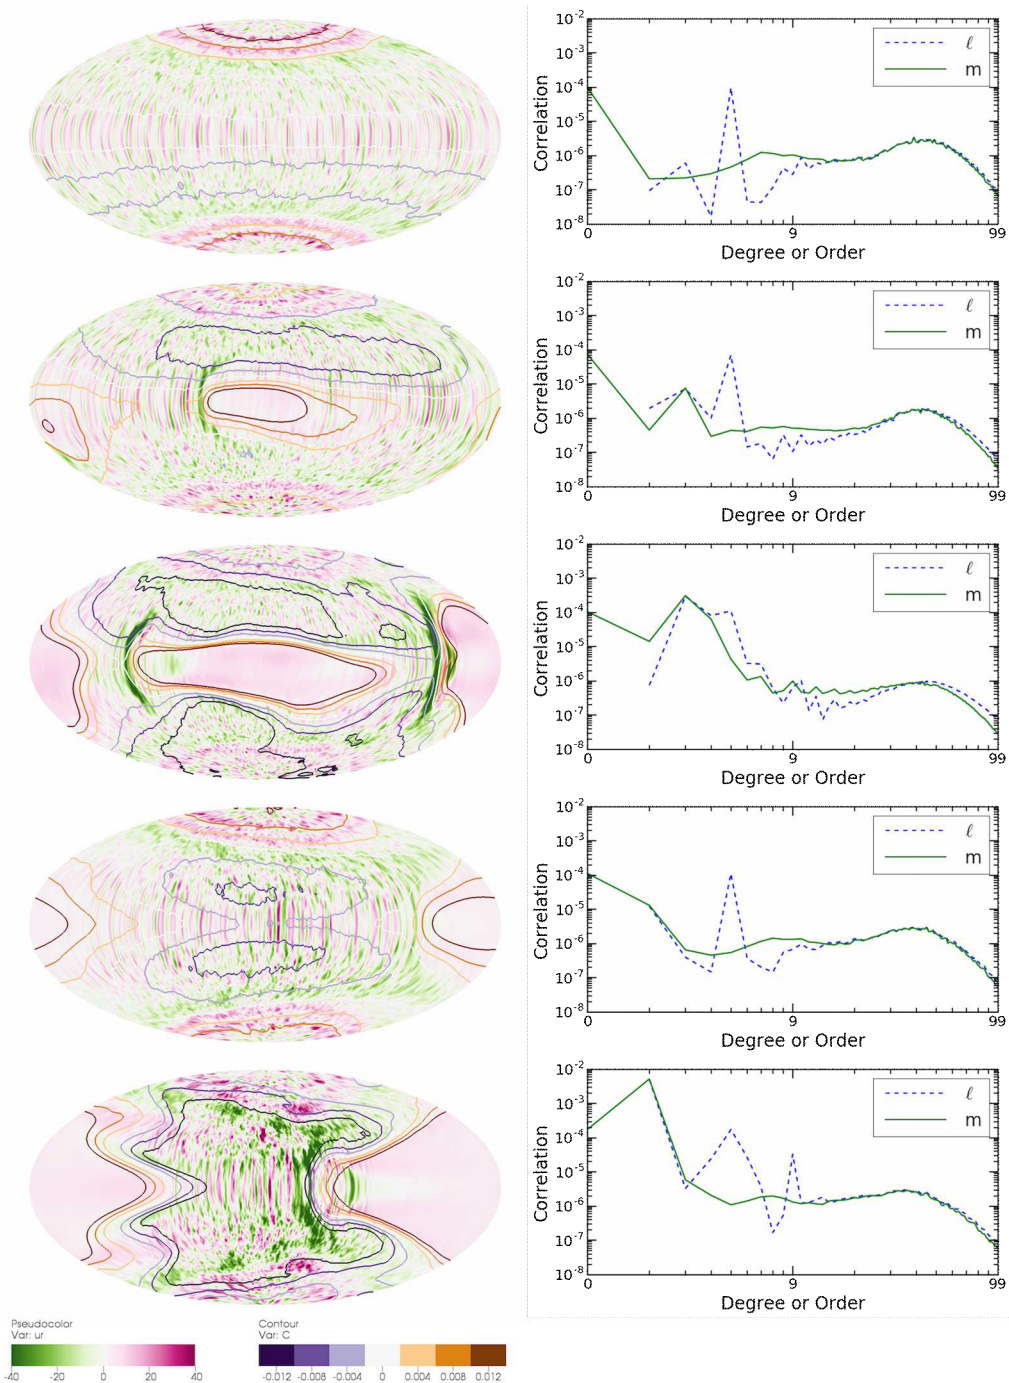 10-2
10-3
10-4
10-5
10-6
10-7
10-8
Correlation
ℓ
m
0 9 99
Degree or Order
10-2
10-3
10-4
10-5
10-6
10-7
10-8
Correlation
ℓ
m
0 9 99
Degree or Order
10-2
10-3
10-4
10-5
10-6
10-7
10-8
Correlation
ℓ
m
0 9 99
Degree or Order
10-2
10-3
10-4
10-5
10-6
10-7
10-8
Correlation
ℓ
m
0 9 99
Degree or Order
10-2
10-3
10-4
10-5
10-6
10-7
10-8
Correlation
ℓ
m
0 9 99
Degree or Order
Pseudocolor
Var: ur
-40 -20 0 20 40
Contour
Var: C
-0.012 -0.008 -0.004 0 0.004 0.008 0.012